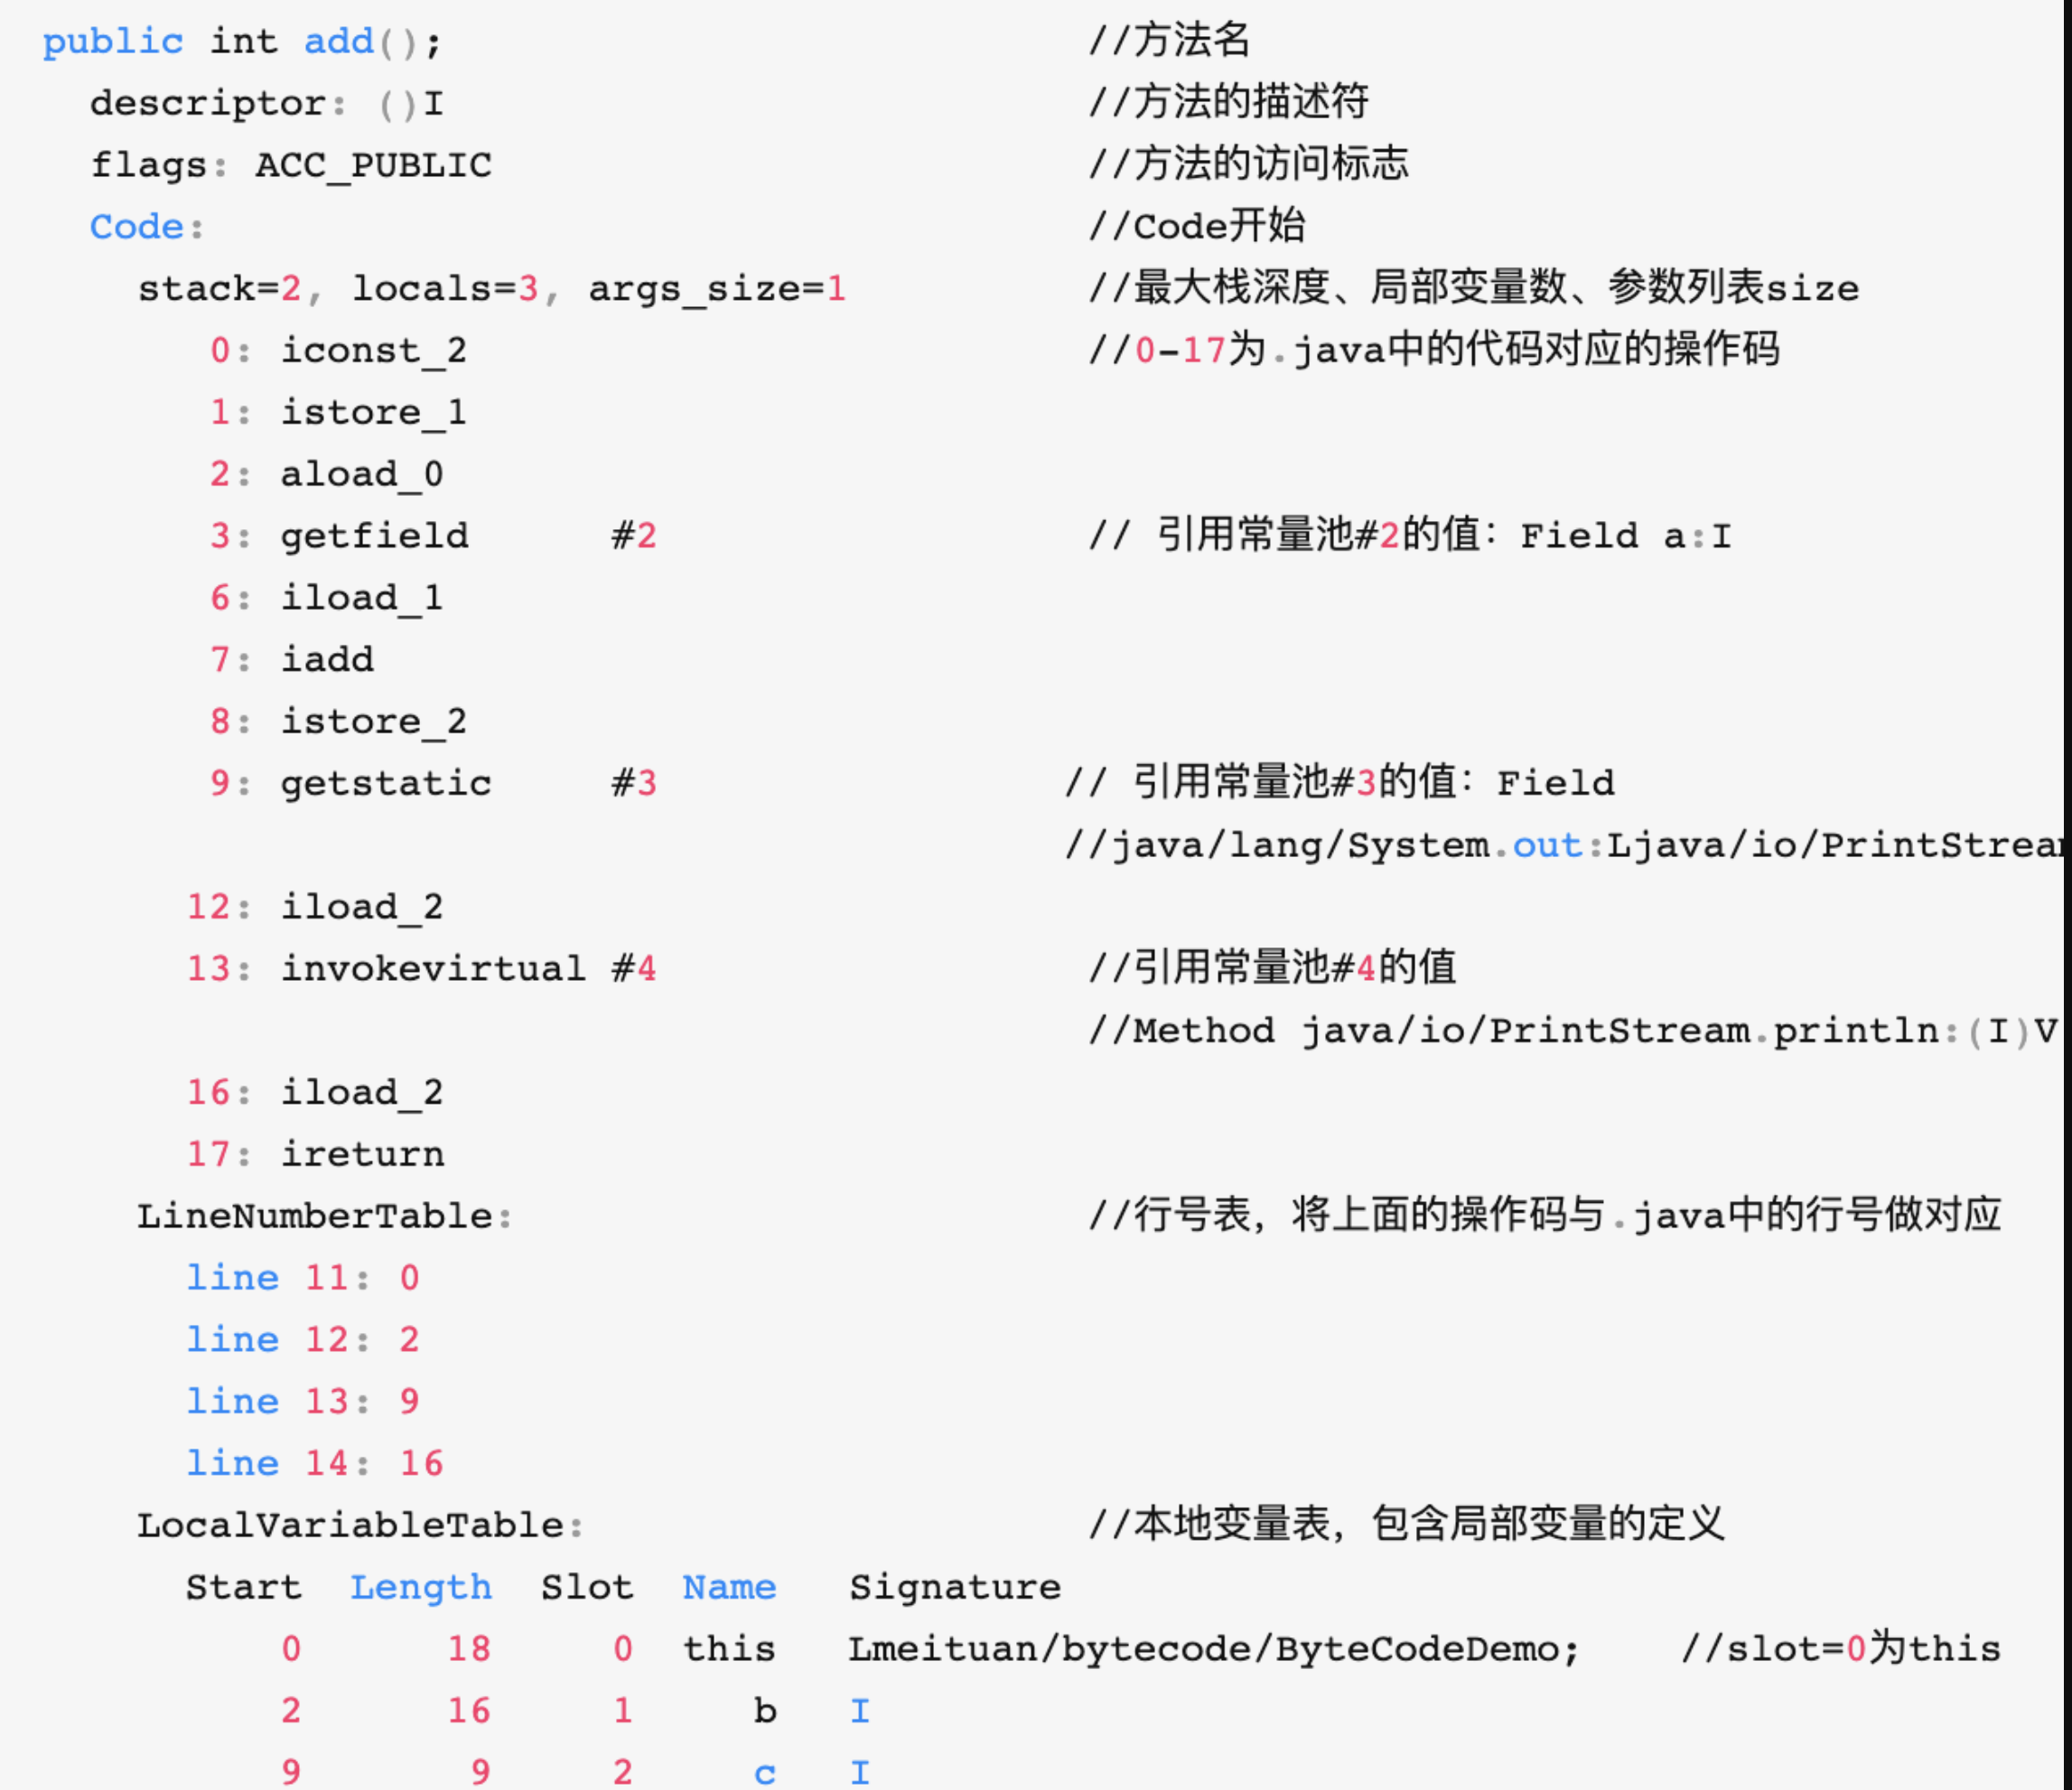 public int add();                            //方法名
  descriptor: ()I                            //方法的描述符
  flags: ACC_PUBLIC                          //方法的访问标志
  Code:                                      //Code开始
    stack=2, locals=3, args_size=1           //最大栈深度、局部变量数、参数列表size
       0: iconst_2                           //0-17为.java中的代码对应的操作码
       1: istore_1
       2: aload_0
       3: getfield      #2                   // 引用常量池#2的值：Field a:I
       6: iload_1
       7: iadd
       8: istore_2
       9: getstatic     #3                  // 引用常量池#3的值：Field
                                            //java/lang/System.out:Ljava/io/PrintStream
      12: iload_2
      13: invokevirtual #4                   //引用常量池#4的值
                                             //Method java/io/PrintStream.println:(I)V
      16: iload_2
      17: ireturn
    LineNumberTable:                         //行号表，将上面的操作码与.java中的行号做对应
      line 11: 0
      line 12: 2
      line 13: 9
      line 14: 16
    LocalVariableTable:                      //本地变量表，包含局部变量的定义
      Start  Length  Slot  Name   Signature
          0      18     0  this   Lmeituan/bytecode/ByteCodeDemo;    //slot=0为this
          2      16     1     b   I
          9       9     2     c   I